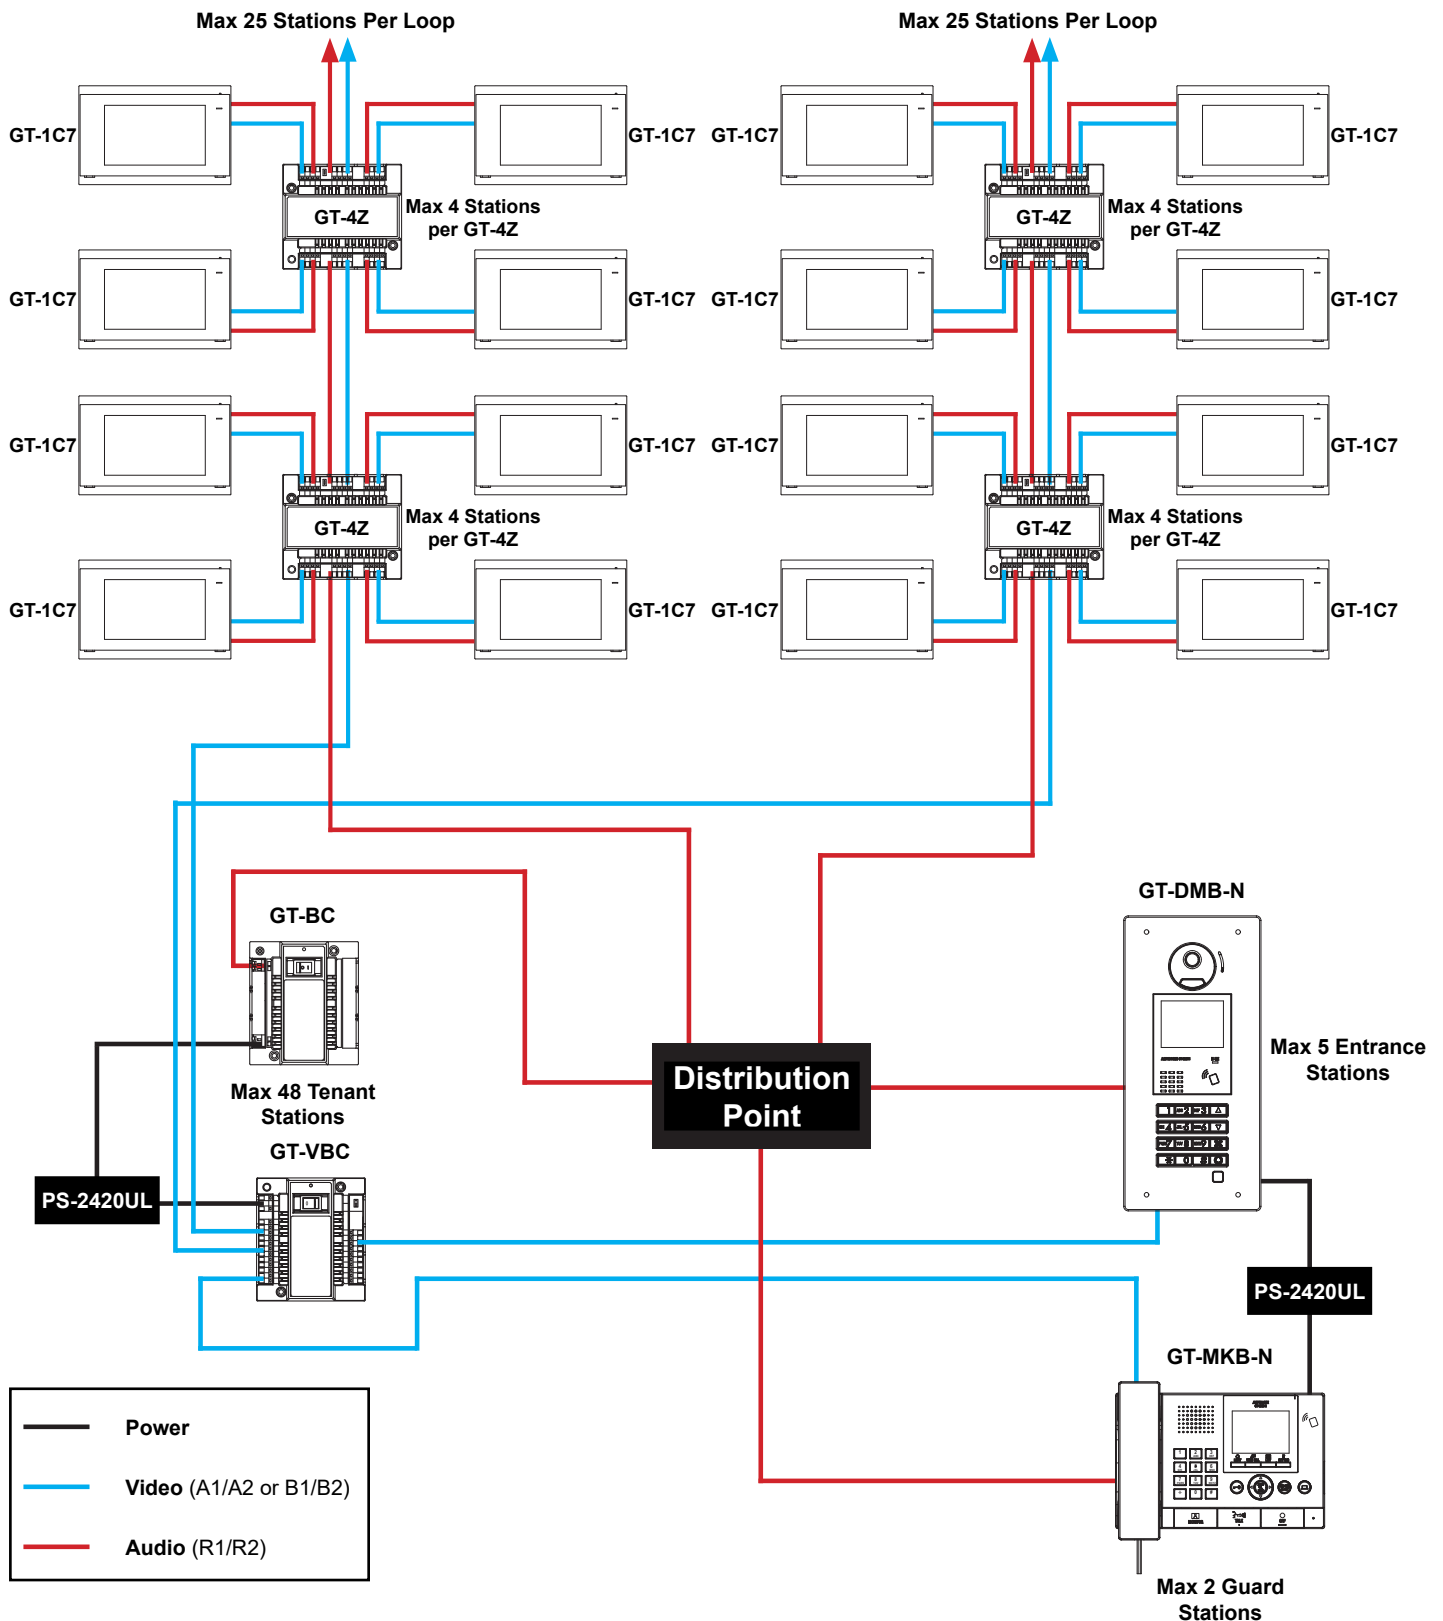 Max 25 Stations Per Loop
Max 25 Stations Per Loop
GT-1C7
GT-1C7
GT-1C7
GT-1C7
GT-4Z
Max 4 Stations
per GT-4Z
GT-4Z
Max 4 Stations
per GT-4Z
GT-1C7
GT-1C7
GT-1C7
GT-1C7
GT-1C7
GT-1C7
GT-1C7
GT-1C7
GT-4Z
Max 4 Stations
per GT-4Z
GT-4Z
Max 4 Stations
per GT-4Z
GT-1C7
GT-1C7
GT-1C7
GT-1C7
GT-DMB-N
GT-BC
Max 5 Entrance
Stations
Distribution
Point
Max 48 Tenant
Stations
GT-VBC
PS-2420UL
PS-2420UL
GT-MKB-N
Power
Video (A1/A2 or B1/B2)
Audio (R1/R2)
Max 2 Guard
Stations